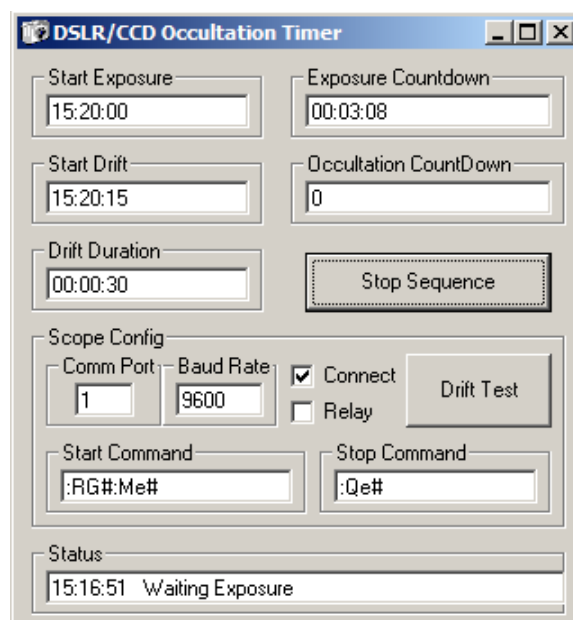 DSLR/CCD Occultation Timer
Start Exposure
15:20:00
Exposure Countdown
00:03:08
Start Drift
15:20:15
Occultation CountDown
0
Drift Duration
00:00:30
Stop Sequence
Scope Config
Comm Port
1
Baud Rate
9600
Connect
Relay
Drift Test
Start Command
:RG#:Me#
Stop Command
:Qe#
Status
15:16:51 Waiting Exposure